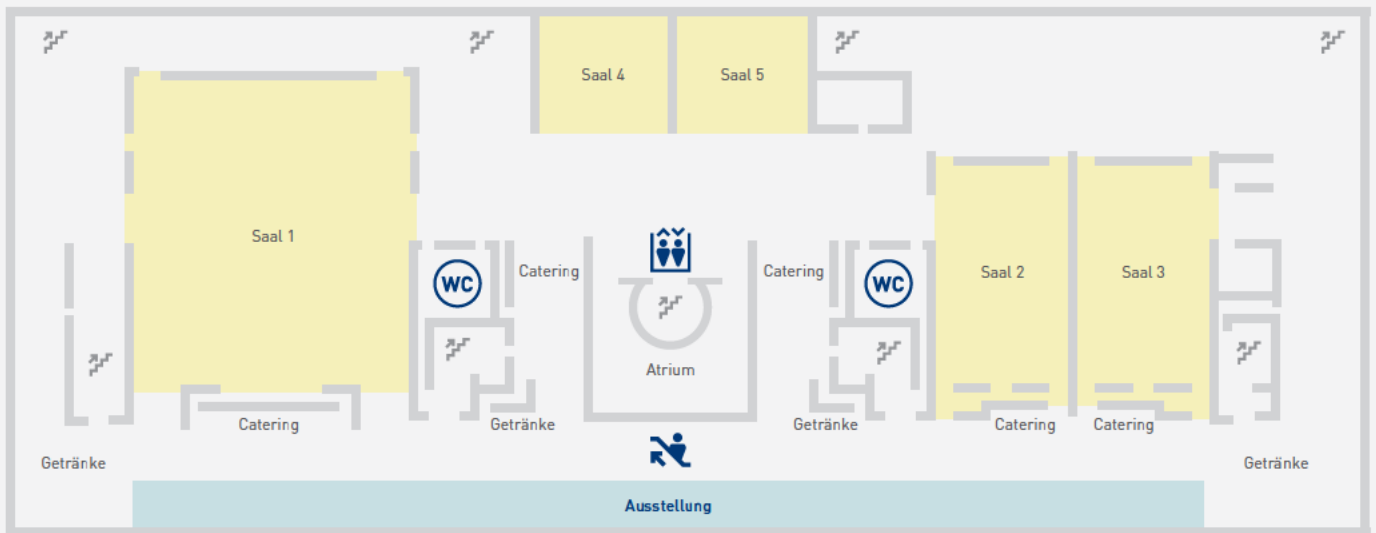 Saal 4
Saal 5
Saal 1
Catering
Catering
WC
WC
Saal 2
Saal 3
Atrium
Catering
Getränke
Getränke
Catering
Catering
Getränke
Getränke
Ausstellung